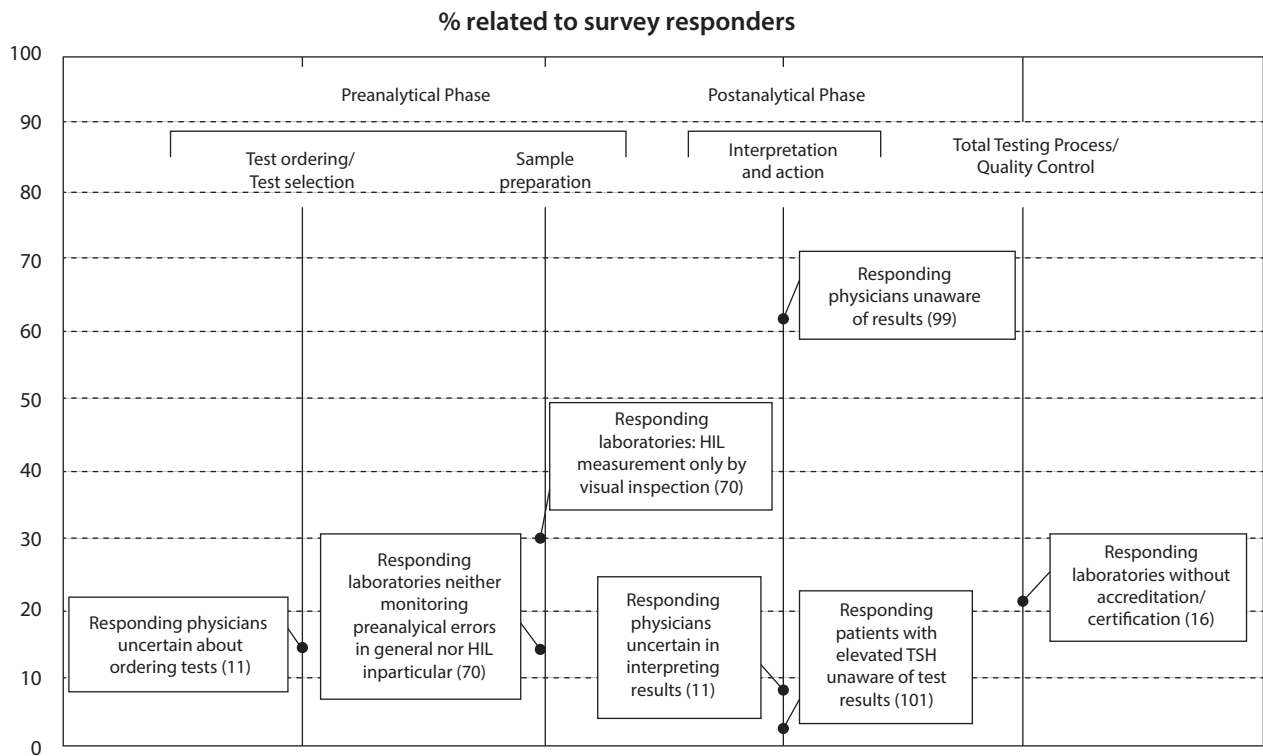 % related to survey responders
100
90
80
70
60
50
40
30
20
10
0
Preanalytical Phase
Postanalytical Phase
Test ordering/
Test selection
Sample
preparation
Interpretation
and action
Total Testing Process/
Quality Control
Responding
physicians unaware
of results (99)
Responding
laboratories: HIL
measurement only by
visual inspection (70)
Responding physicians
uncertain about
ordering tests (11)
Responding
laboratories neither
monitoring
preanalyical errors
in general nor HIL
inparticular (70)
Responding
physicians
uncertain in
interpreting
results (11)
Responding
patients with
elevated TSH
unaware of test
results (101)
Responding
laboratories without
accreditation/
certification (16)